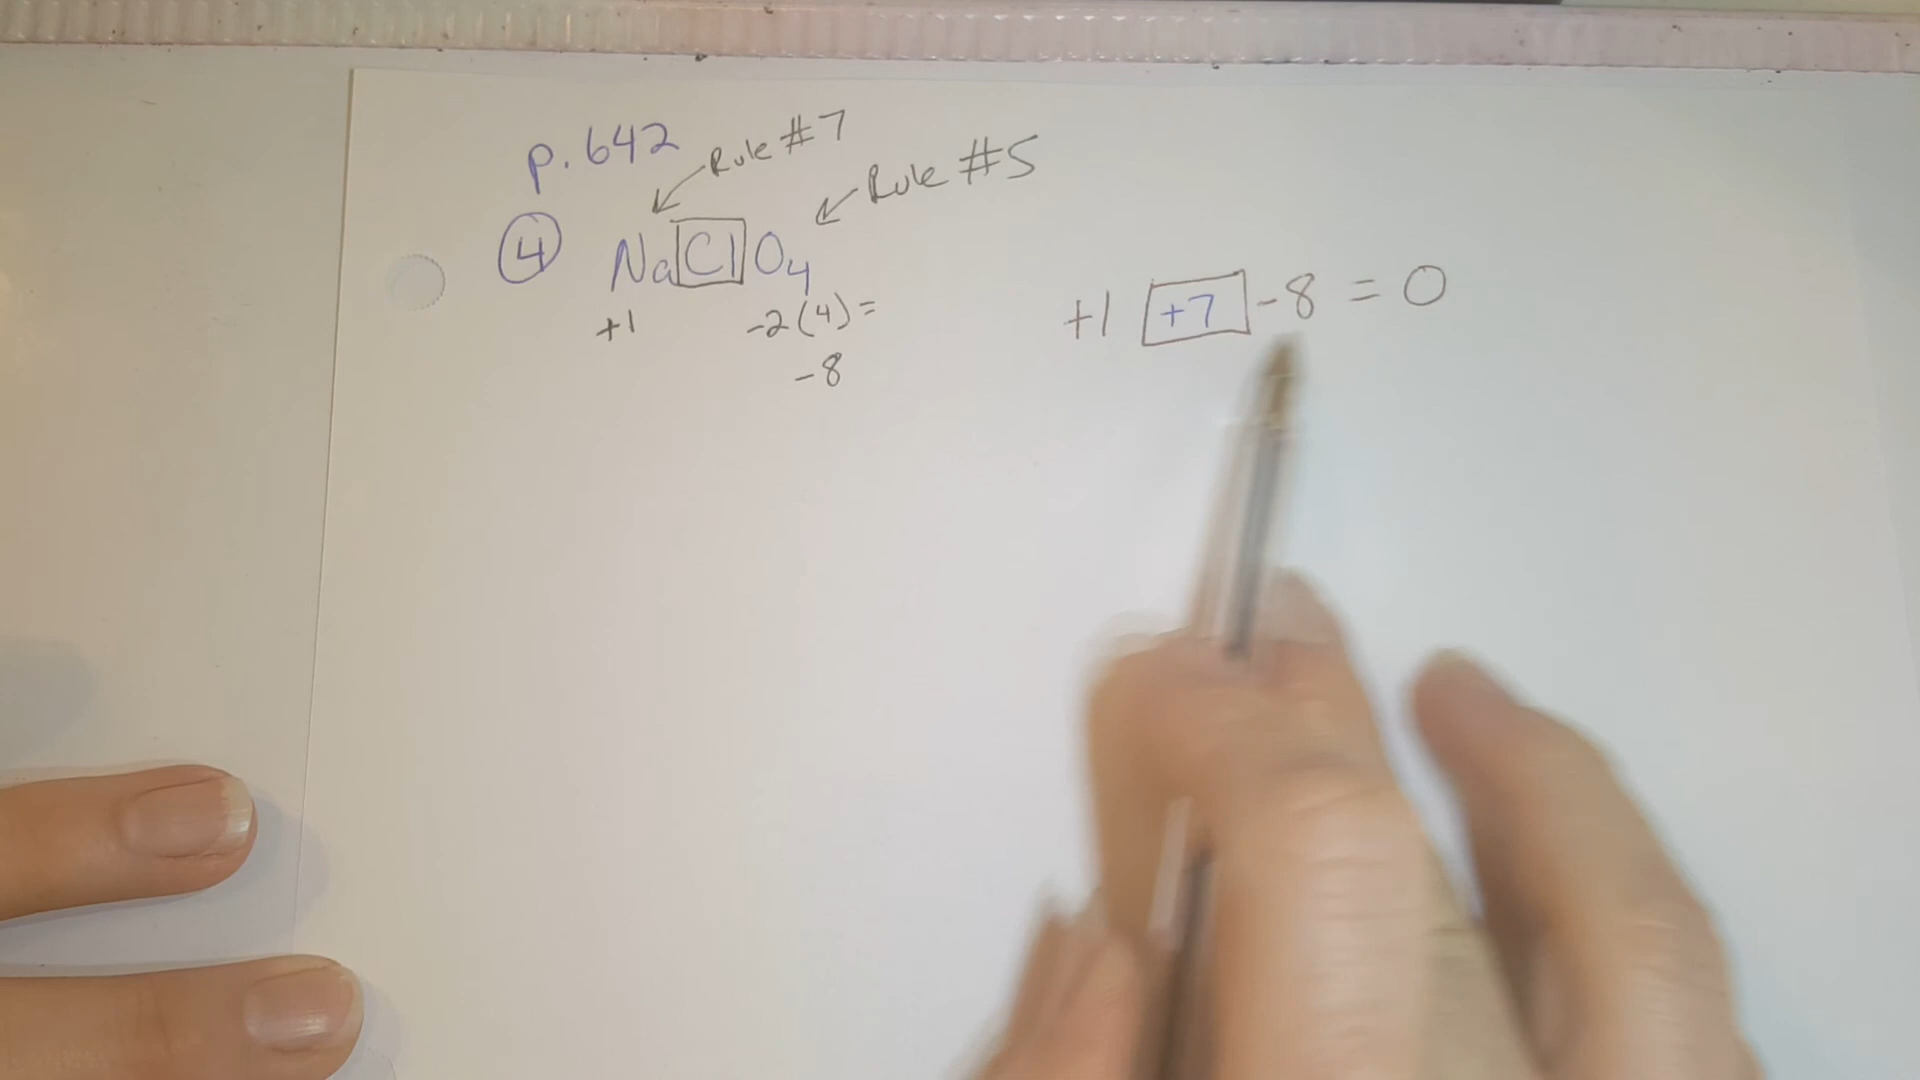 p. 642
Rule #7
Rule #5
4 NaClO4
+1 -2(4) =
-8
+1 +7 -8 = 0